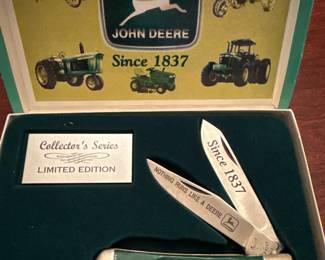 JOHN DEERE
Since 1837
Collector's Series
LIMITED EDITION
NOTHING RUNS LIKE A DEERE
Since 1837